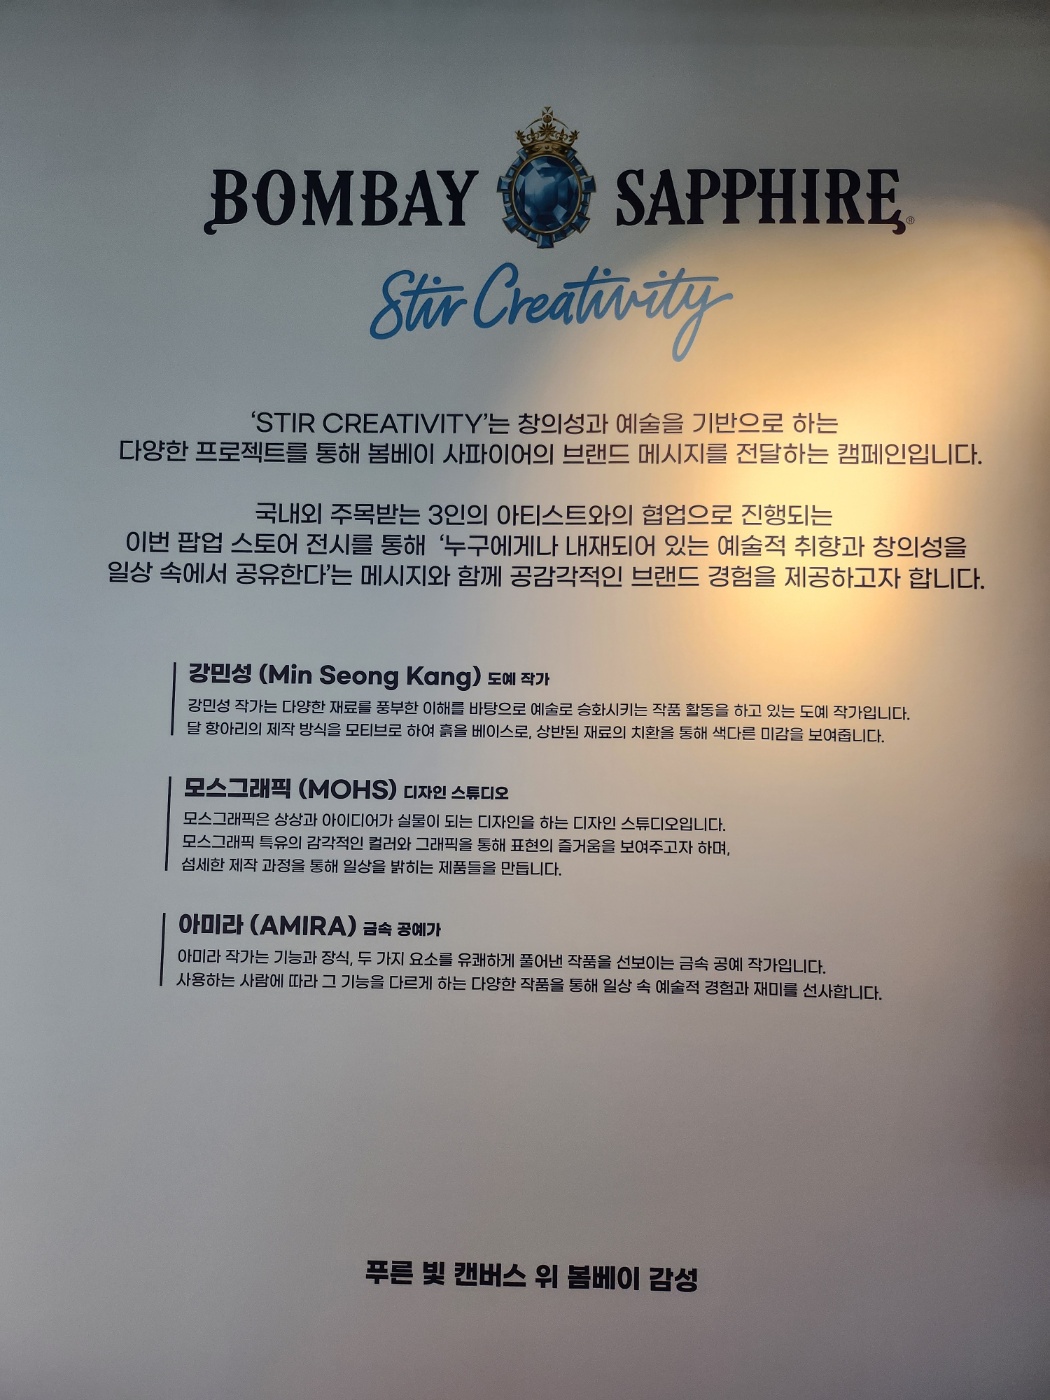 BOMBAY SAPPHIRE®
Stir Creativity
‘STIR CREATIVITY’는 창의성과 예술을 기반으로 하는
다양한 프로젝트를 통해 봄베이 사파이어의 브랜드 메시지를 전달하는 캠페인입니다.
국내외 주목받는 3인의 아티스트와의 협업으로 진행되는
이번 팝업 스토어 전시를 통해 ‘누구에게나 내재되어 있는 예술적 취향과 창의성을
일상 속에서 공유한다’는 메시지와 함께 공감각적인 브랜드 경험을 제공하고자 합니다.
강민성 (Min Seong Kang) 도예 작가
강민성 작가는 다양한 재료를 풍부한 이해를 바탕으로 예술로 승화시키는 작품 활동을 하고 있는 도예 작가입니다.
달 항아리의 제작 방식을 모티브로 하여 흙을 베이스로, 상반된 재료의 치환을 통해 색다른 미감을 보여줍니다.
모스그래픽 (MOHS) 디자인 스튜디오
모스그래픽은 상상과 아이디어가 실물이 되는 디자인을 하는 디자인 스튜디오입니다.
모스그래픽 특유의 감각적인 컬러와 그래픽을 통해 표현의 즐거움을 보여주고자 하며,
섬세한 제작 과정을 통해 일상을 밝히는 제품들을 만듭니다.
아미라 (AMIRA) 금속 공예가
아미라 작가는 기능과 장식, 두 가지 요소를 유쾌하게 풀어낸 작품을 선보이는 금속 공예 작가입니다.
사용하는 사람에 따라 그 기능을 다르게 하는 다양한 작품을 통해 일상 속 예술적 경험과 재미를 선사합니다.
푸른 빛 캔버스 위 봄베이 감성